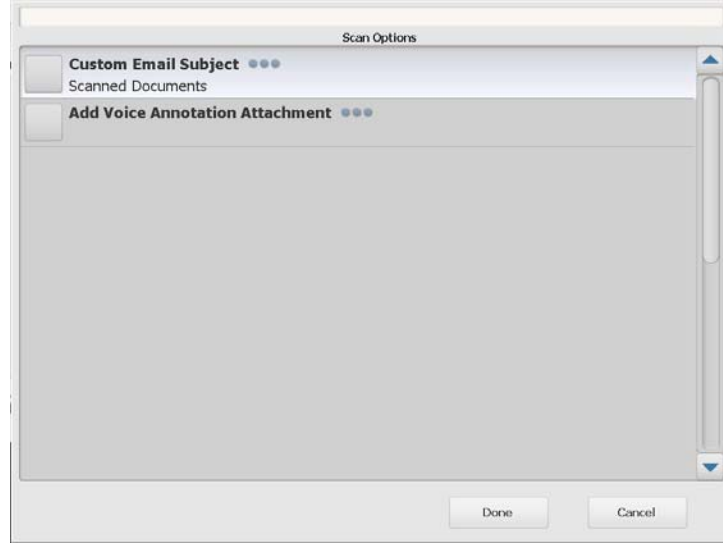 Scan Options
Custom Email Subject
Scanned Documents
Add Voice Annotation Attachment
Done
Cancel